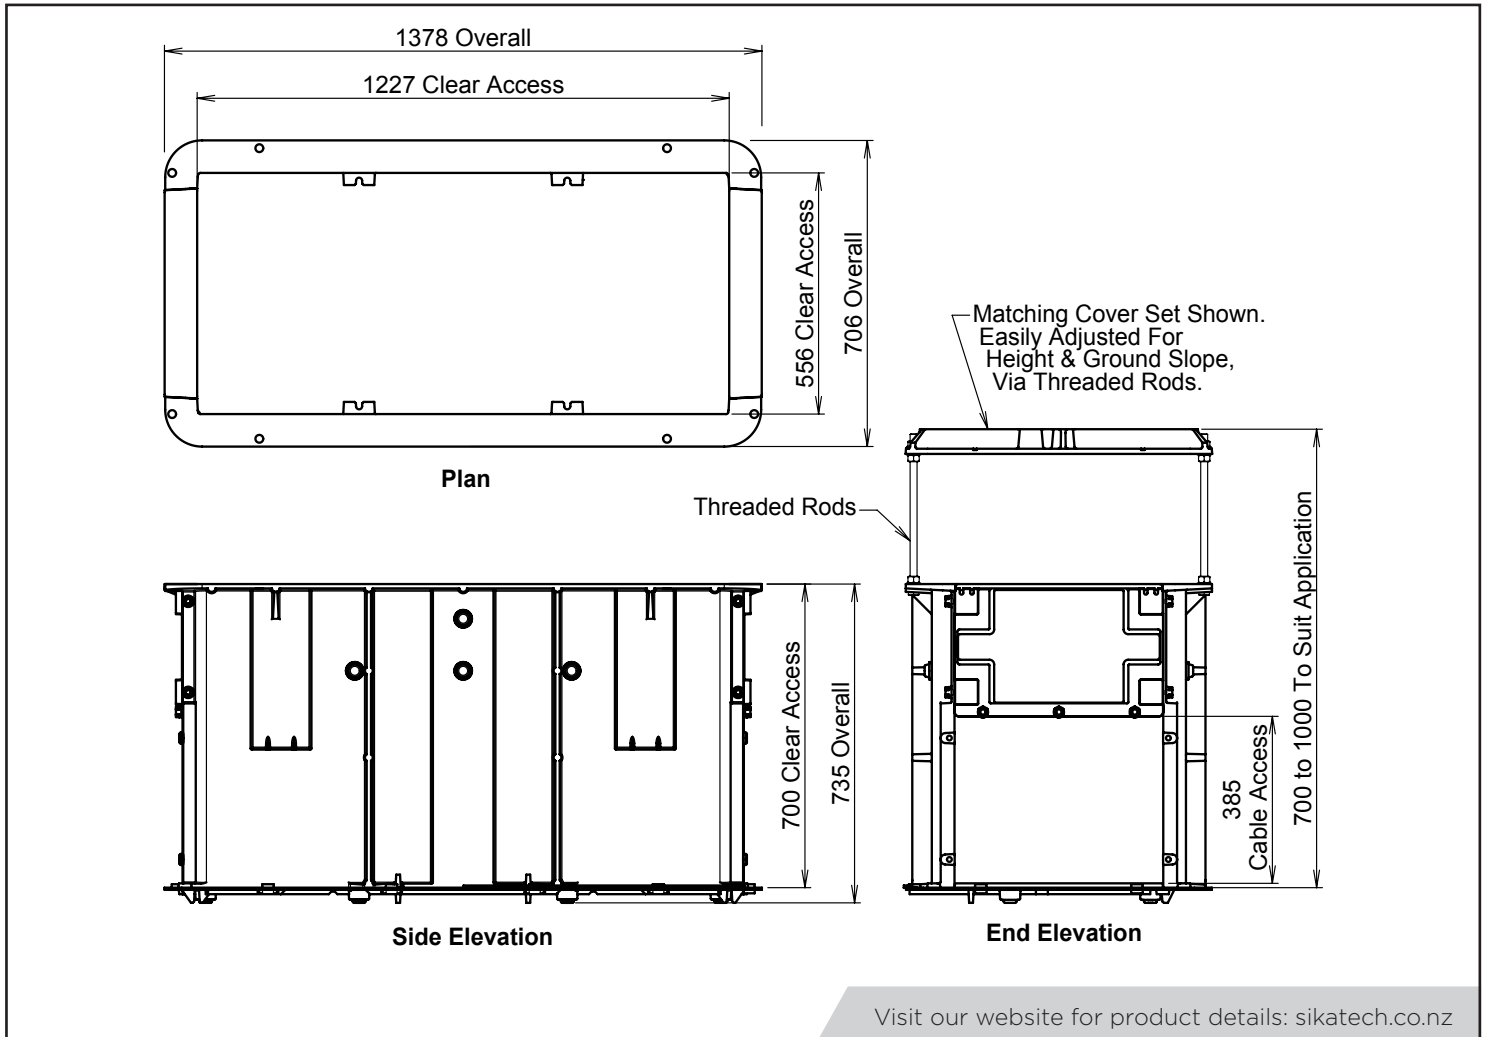 1378 Overall
1227 Clear Access
556 Clear Access
706 Overall
Plan
Matching Cover Set Shown.
Easily Adjusted For
Height & Ground Slope,
Via Threaded Rods.
Threaded Rods
700 Clear Access
735 Overall
Side Elevation
385
Cable Access
700 to 1000 To Suit Application
End Elevation
Visit our website for product details: sikatech.co.nz